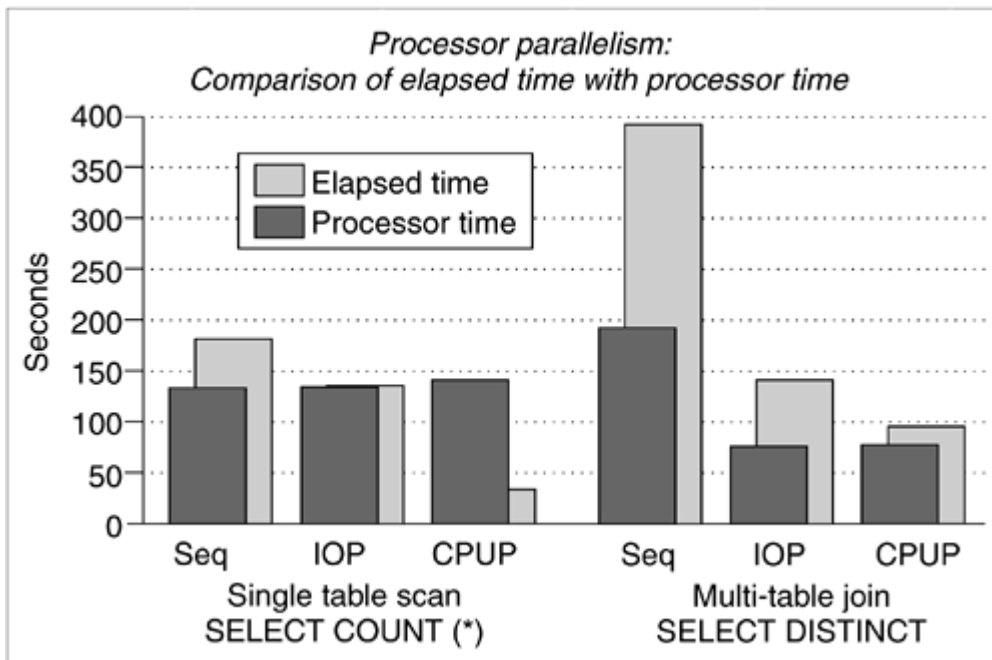 Processor parallelism:
Comparison of elapsed time with processor time
Seconds
400
350
300
250
200
150
100
50
0
Elapsed time
Processor time
Seq IOP CPUP Seq IOP CPUP
Single table scan
SELECT COUNT (*)
Multi-table join
SELECT DISTINCT